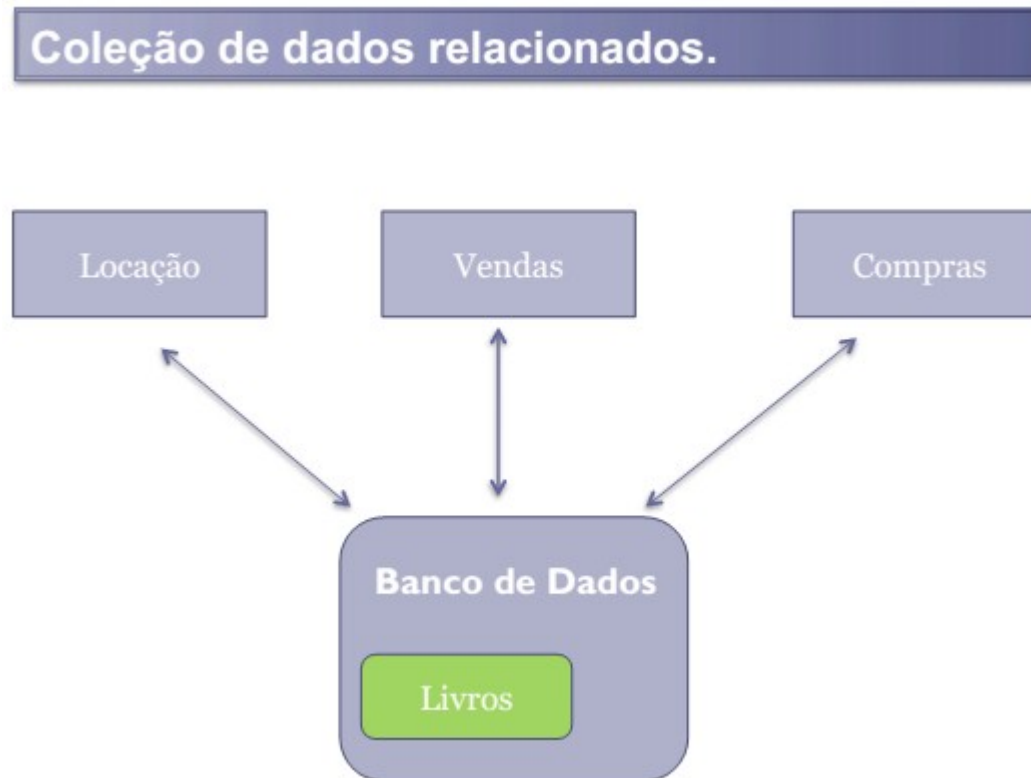 Coleção de dados relacionados.
Locação
Vendas
Compras
Banco de Dados
Livros